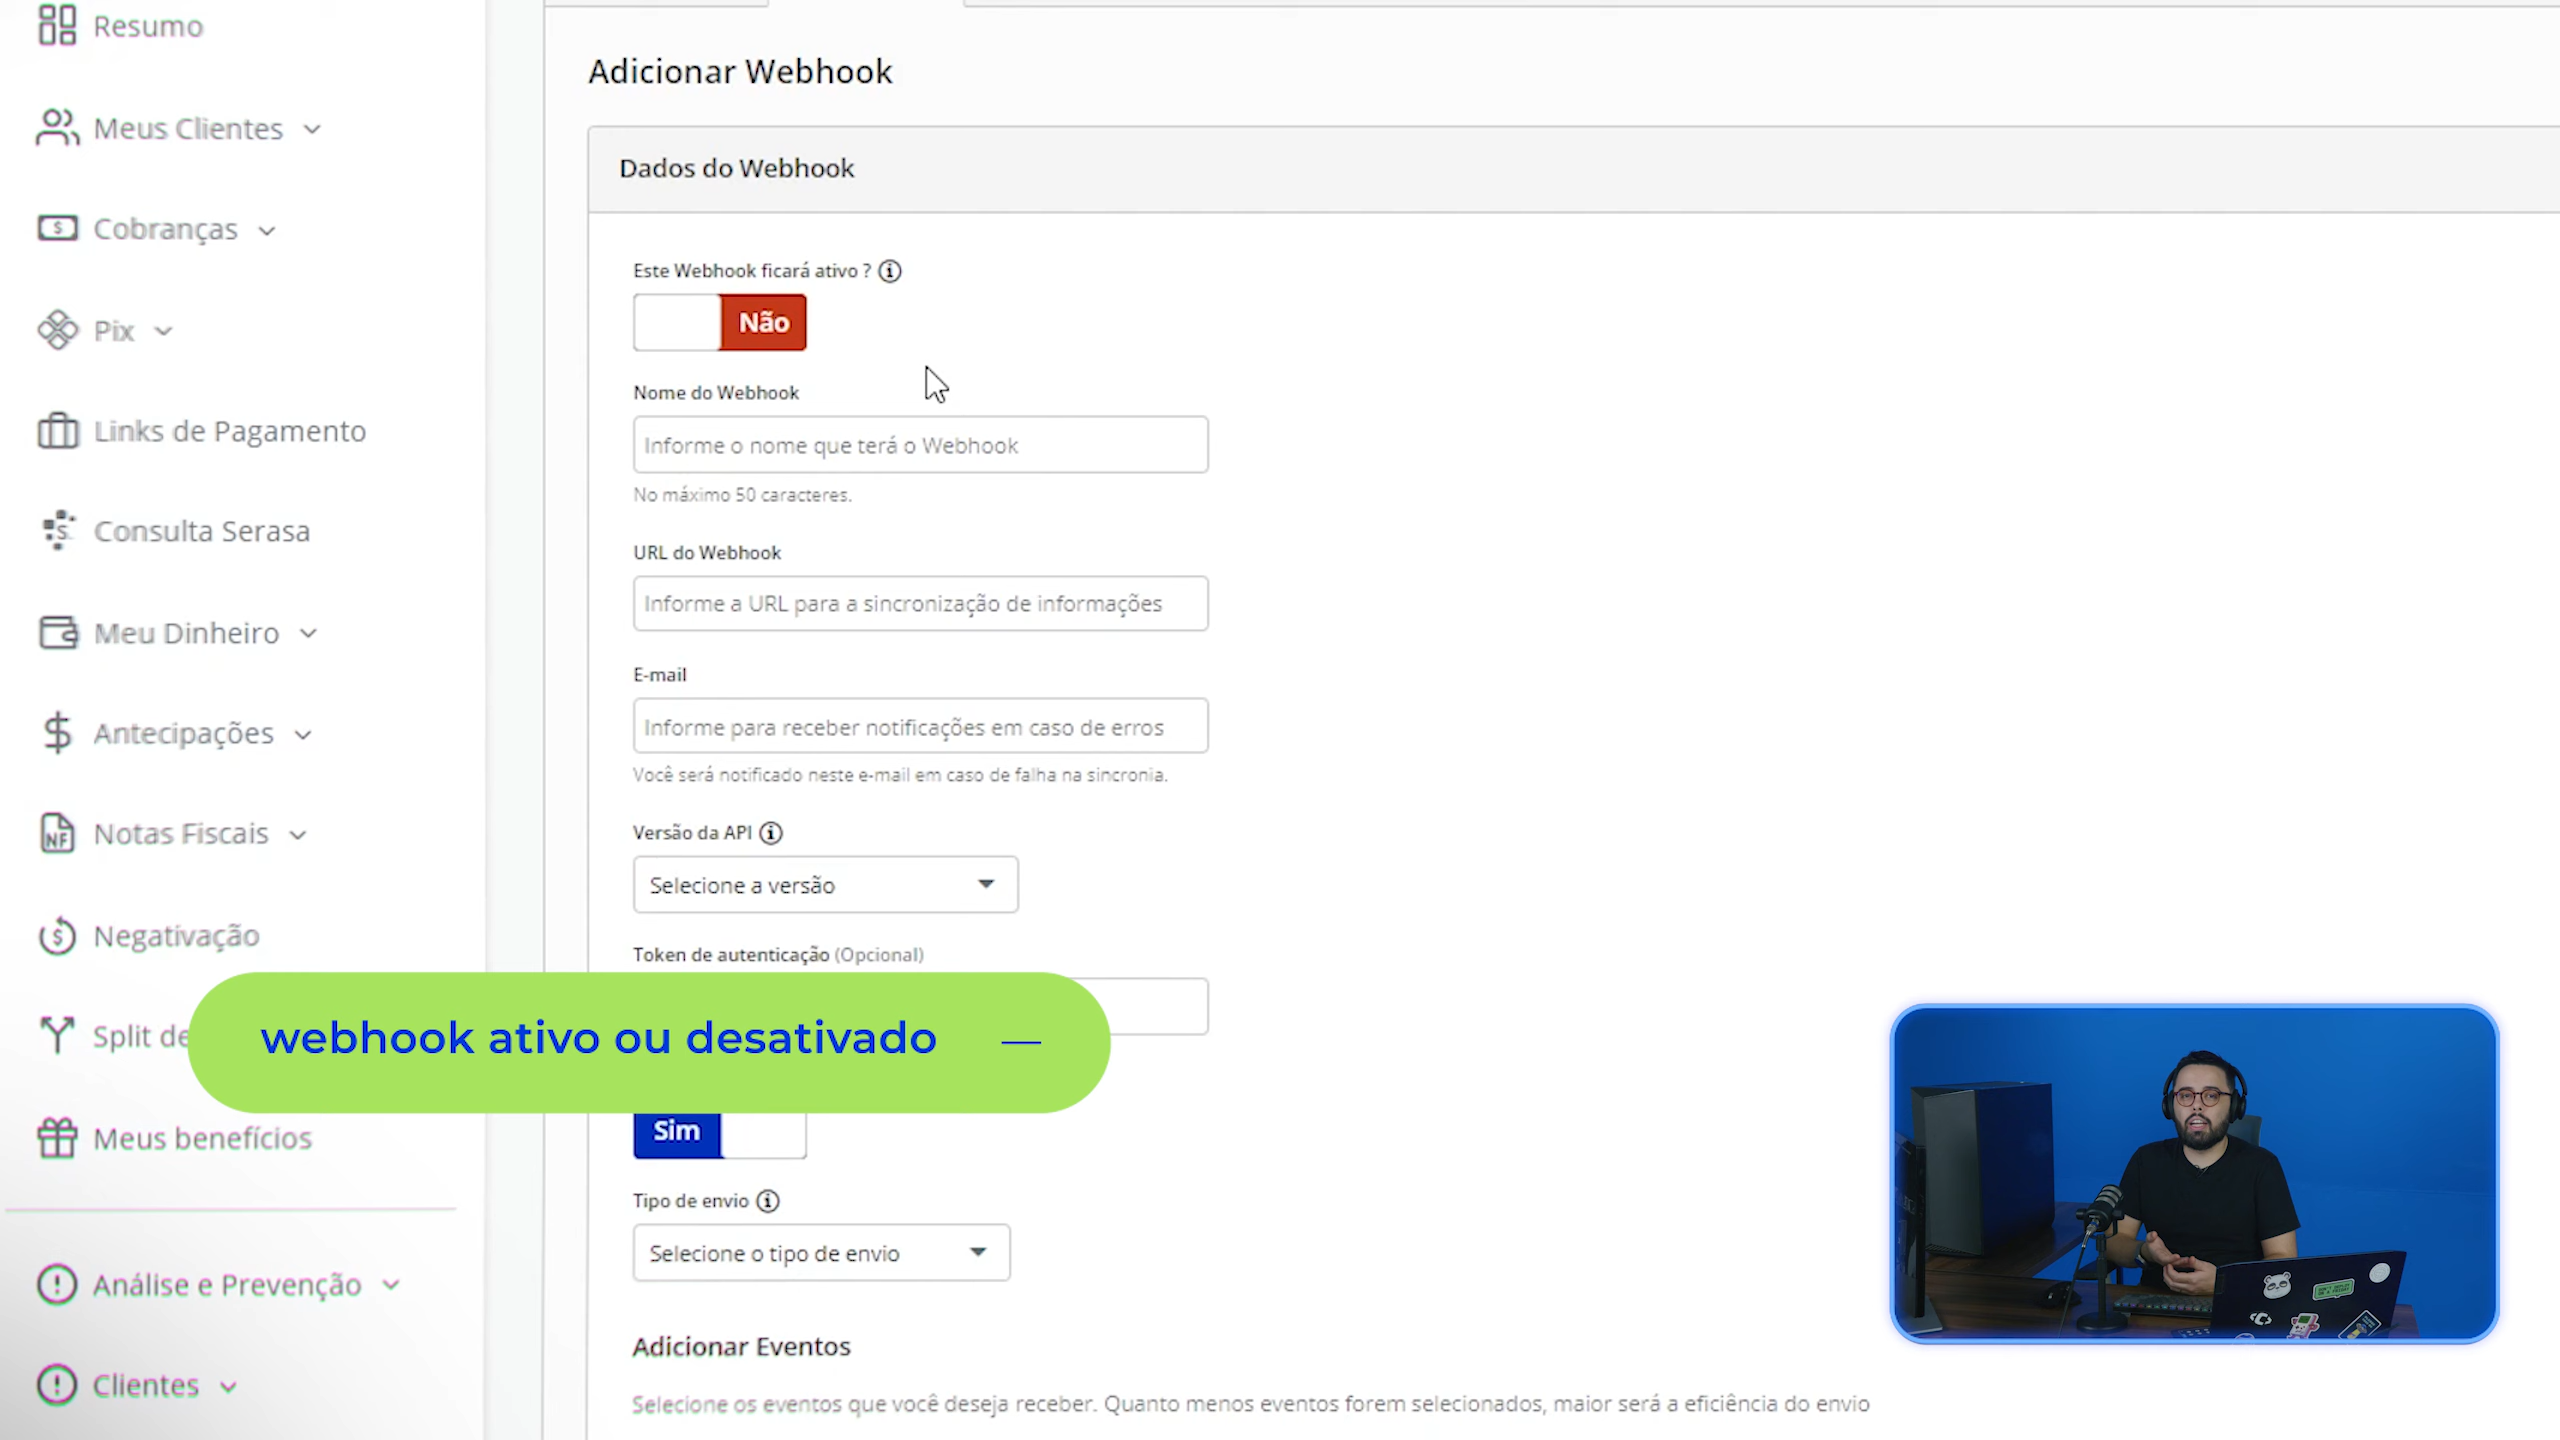 Resumo
Meus Clientes
Cobranças
Pix
Links de Pagamento
Consulta Serasa
Meu Dinheiro
Antecipações
Notas Fiscais
Negativação
Split de
Meus benefícios
Análise e Prevenção
Clientes
Adicionar Webhook
Dados do Webhook
Este Webhook ficará ativo ?
Não
Nome do Webhook
Informe o nome que terá o Webhook
No máximo 50 caracteres.
URL do Webhook
Informe a URL para a sincronização de informações
E-mail
Informe para receber notificações em caso de erros
Você será notificado neste e-mail em caso de falha na sincronia.
Versão da API
Selecione a versão
Token de autenticação (Opcional)
webhook ativo ou desativado —
Sim
Tipo de envio
Selecione o tipo de envio
Adicionar Eventos
Selecione os eventos que você deseja receber. Quanto menos eventos forem selecionados, maior será a eficiência do envio